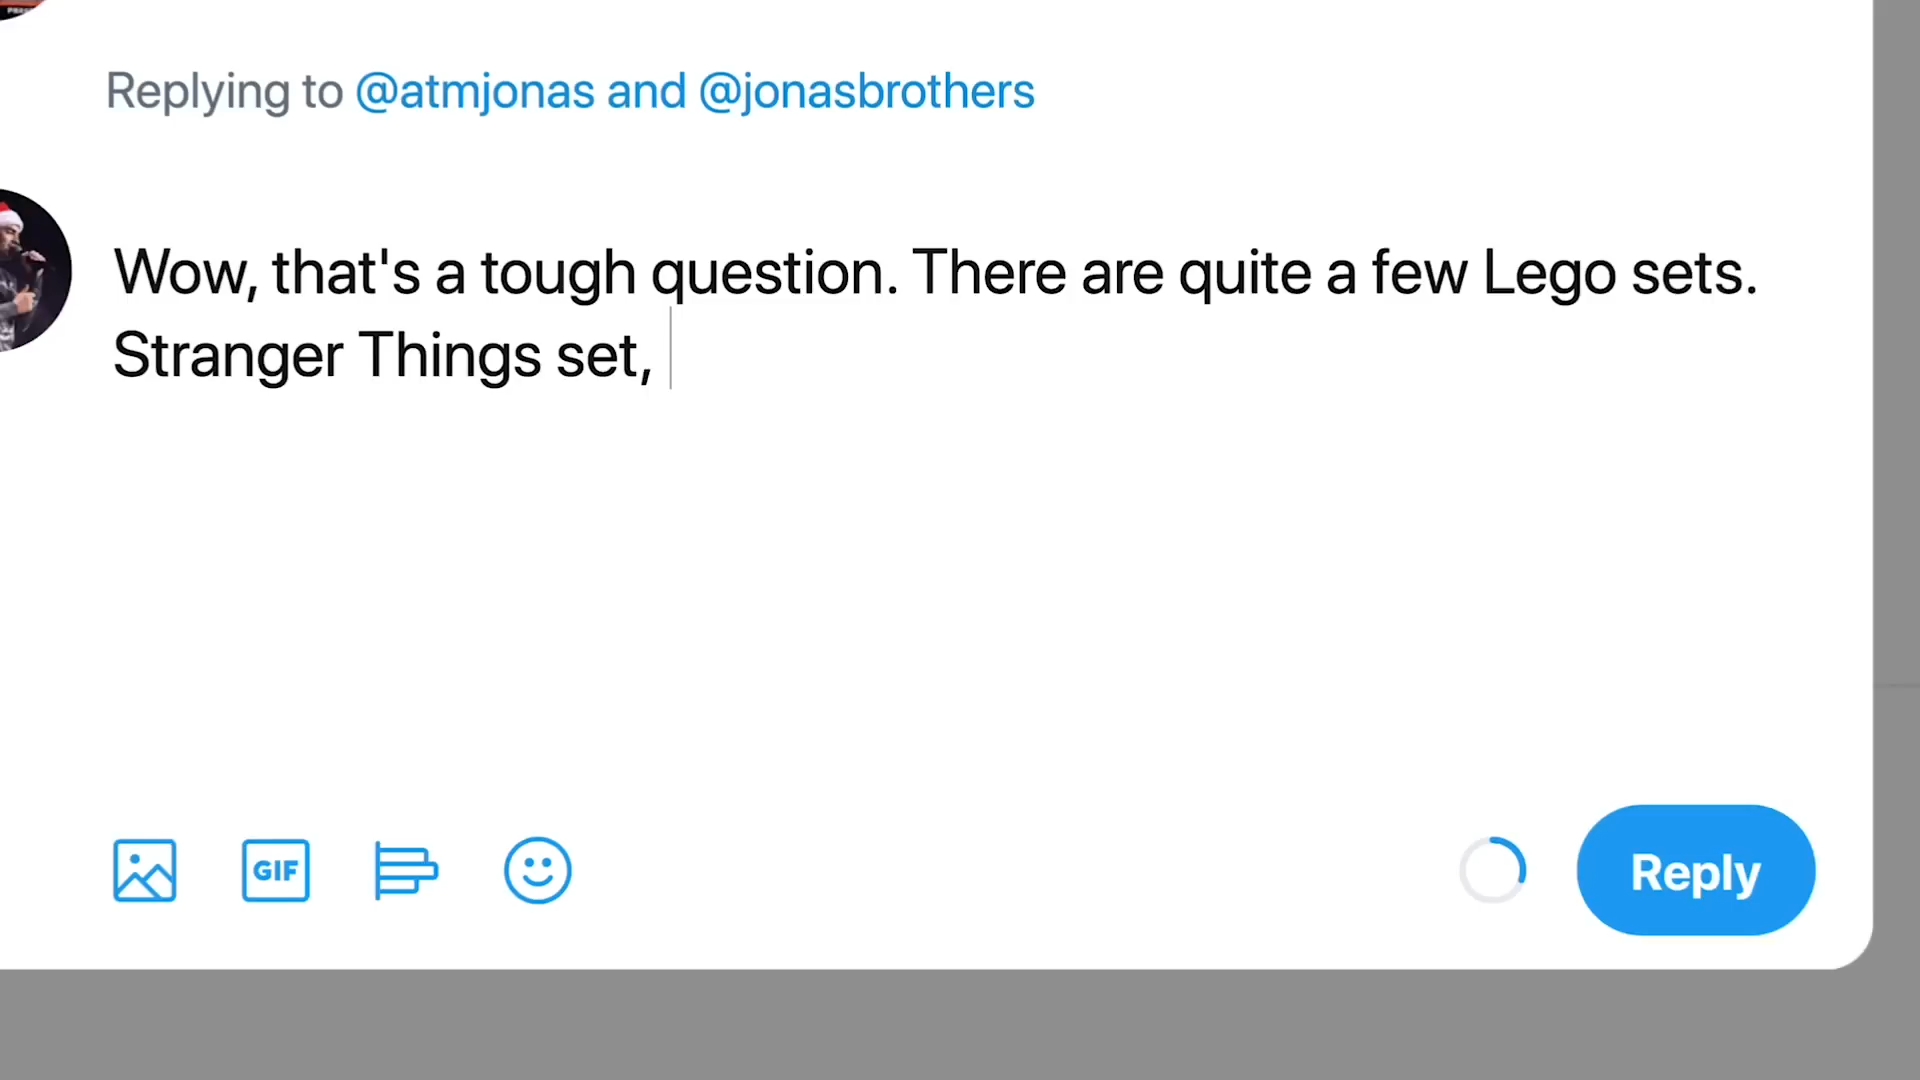 Replying to @atmjonas and @jonasbrothers
Wow, that's a tough question. There are quite a few Lego sets.
Stranger Things set,
GIF
Reply